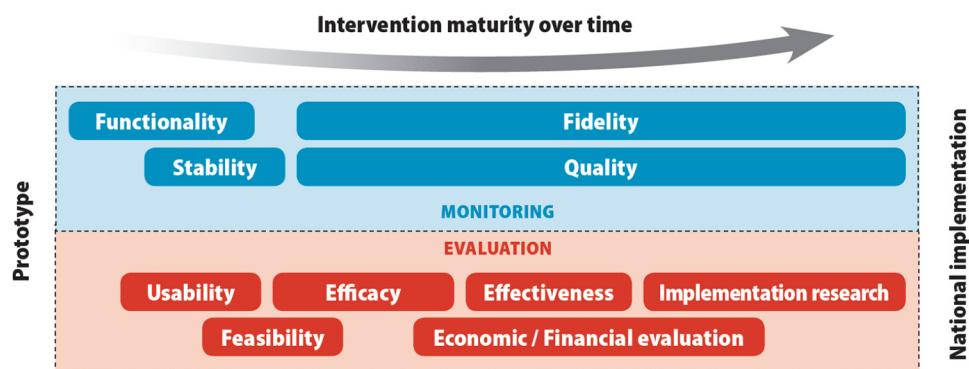 Intervention maturity over time
Prototype
Functionality
Fidelity
Stability
Quality
MONITORING
EVALUATION
Usability
Efficacy
Effectiveness
Implementation research
Feasibility
Economic / Financial evaluation
National implementation